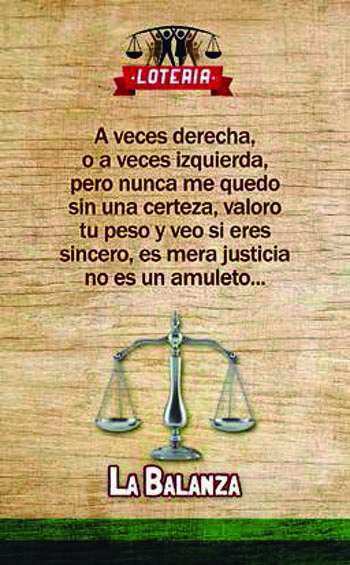 LOTERIA
A veces derecha,
o a veces izquierda,
pero nunca me quedo
sin una certeza, valoro
tu peso y veo si eres
sincero, es mera justicia
no es un amuleto...
LA BALANZA